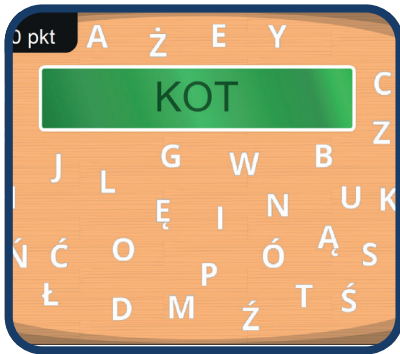 0 pkt A Ż E Y
C
KOT
Z
J G W B
L
Ę I N U K
Ń Ć O Ó Ą S
P
Ł D M Ź T Ś